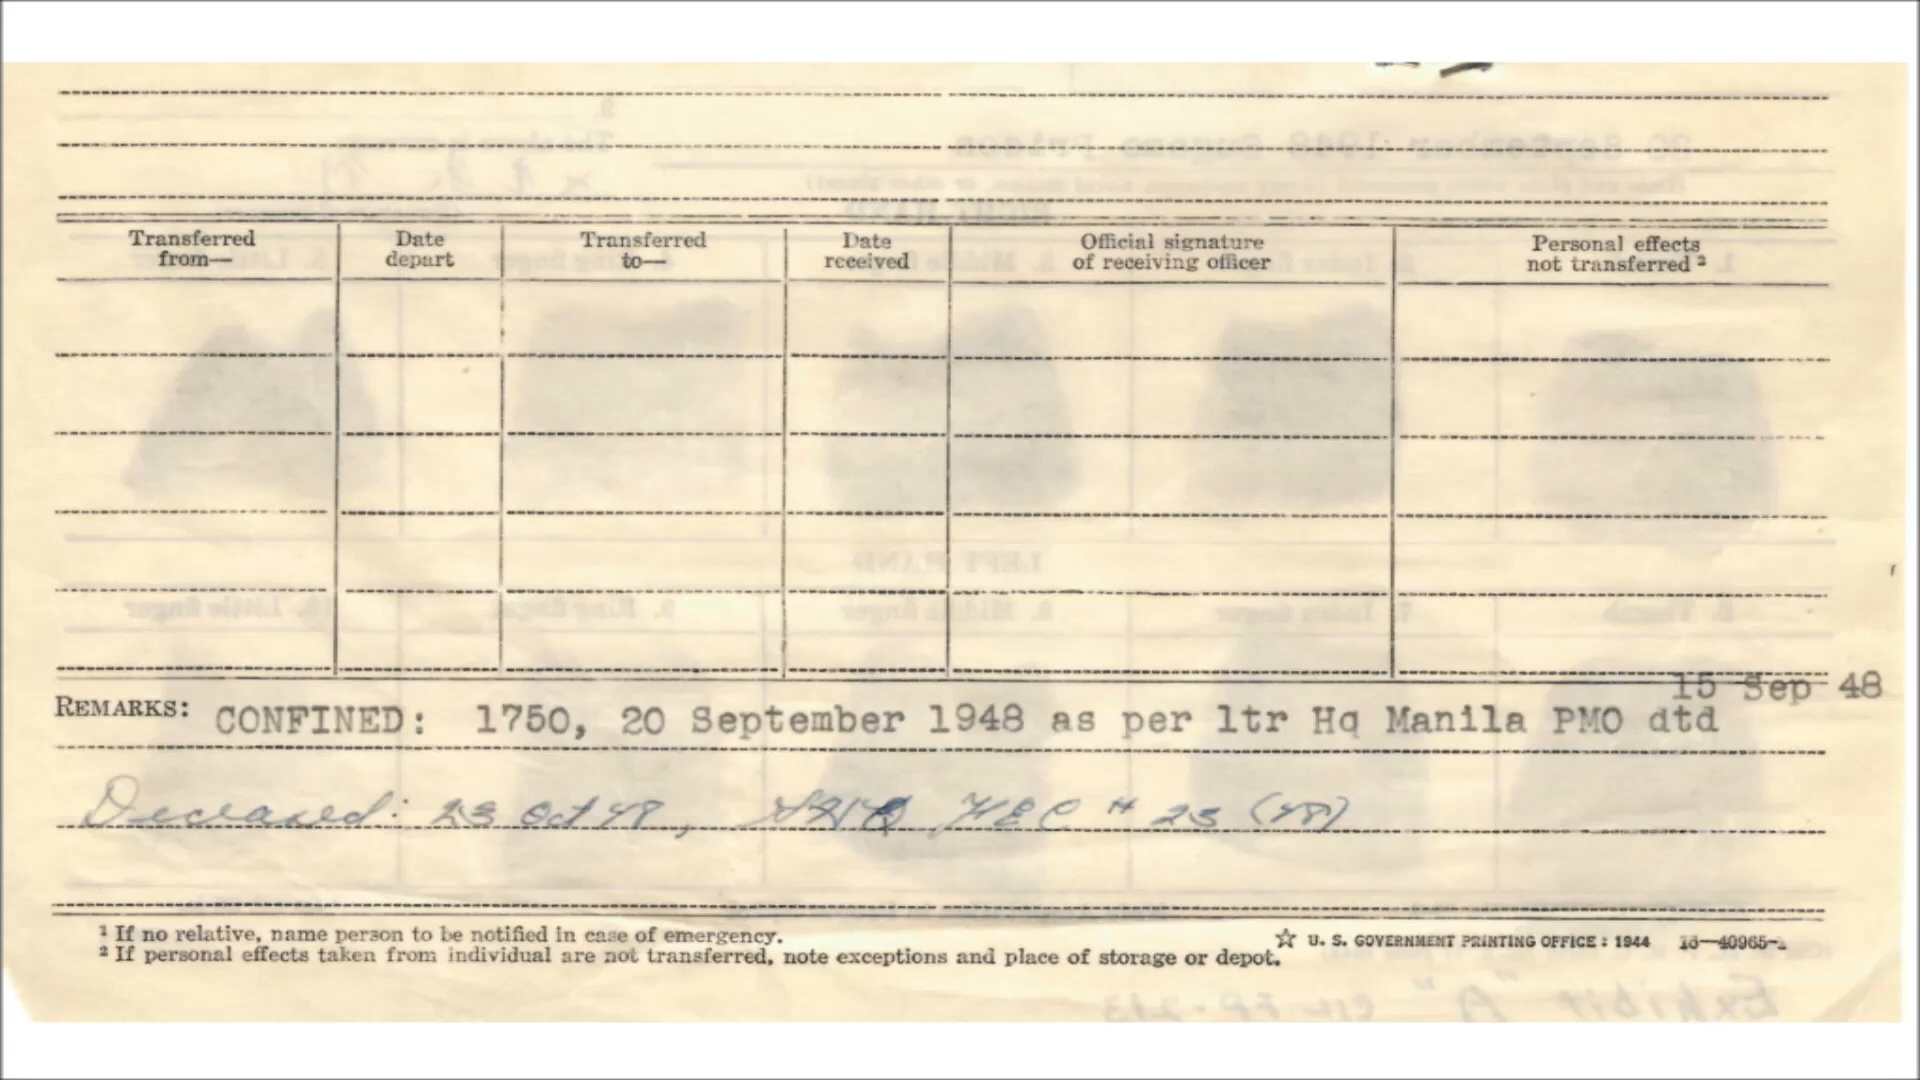 Transferred from—
Date depart
Transferred to—
Date received
Official signature of receiving officer
Personal effects not transferred ²
15 Sep 48
REMARKS: CONFINED: 1750, 20 September 1948 as per ltr Hq Manila PMO dtd
Deceased: 23 Oct 48, FEC # 23 (48)
¹ If no relative, name person to be notified in case of emergency.
² If personal effects taken from individual are not transferred, note exceptions and place of storage or depot.
☆ U. S. GOVERNMENT PRINTING OFFICE : 1944